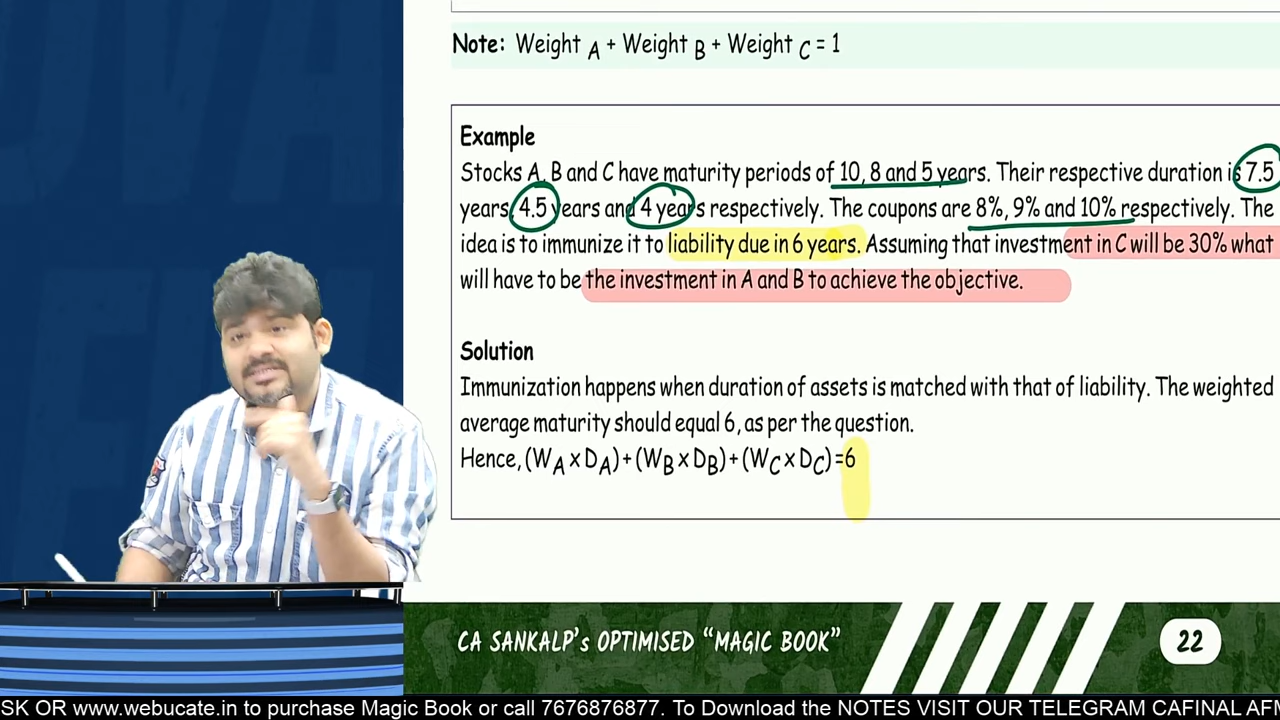 Note: Weight A + Weight B + Weight C = 1
Example
Stocks A, B and C have maturity periods of 10, 8 and 5 years. Their respective duration is 7.5
years, 4.5 years and 4 years respectively. The coupons are 8%, 9% and 10% respectively. The
idea is to immunize it to liability due in 6 years. Assuming that investment in C will be 30% what
will have to be the investment in A and B to achieve the objective.
Solution
Immunization happens when duration of assets is matched with that of liability. The weighted
average maturity should equal 6, as per the question.
Hence, (WA x DA) + (WB x DB) + (WC x DC) = 6
CA SANKALP's OPTIMISED "MAGIC BOOK"
22
SK OR www.webucate.in to purchase Magic Book or call 7676876877. To Download the NOTES VISIT OUR TELEGRAM CAFINAL AFM